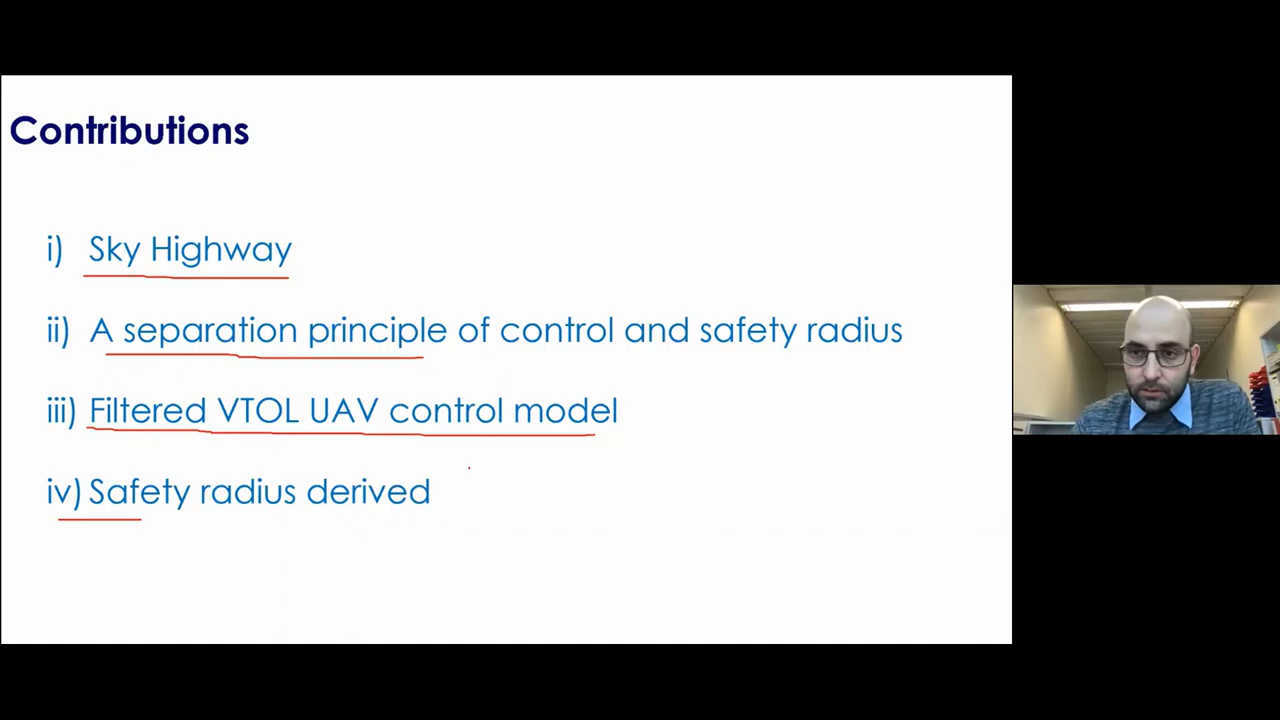 Contributions
i) Sky Highway
ii) A separation principle of control and safety radius
iii) Filtered VTOL UAV control model
iv) Safety radius derived